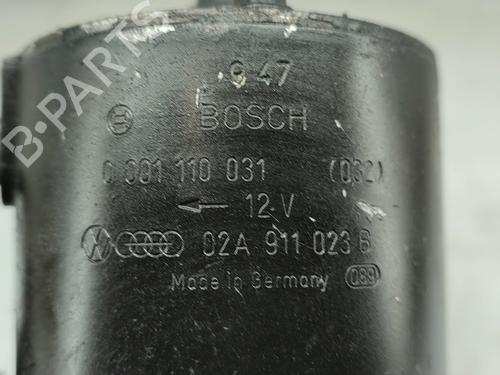 947
BOSCH
0 001 110 031 (032)
12 V
02A 911 023 B
Made in Germany 089
B-PARTS